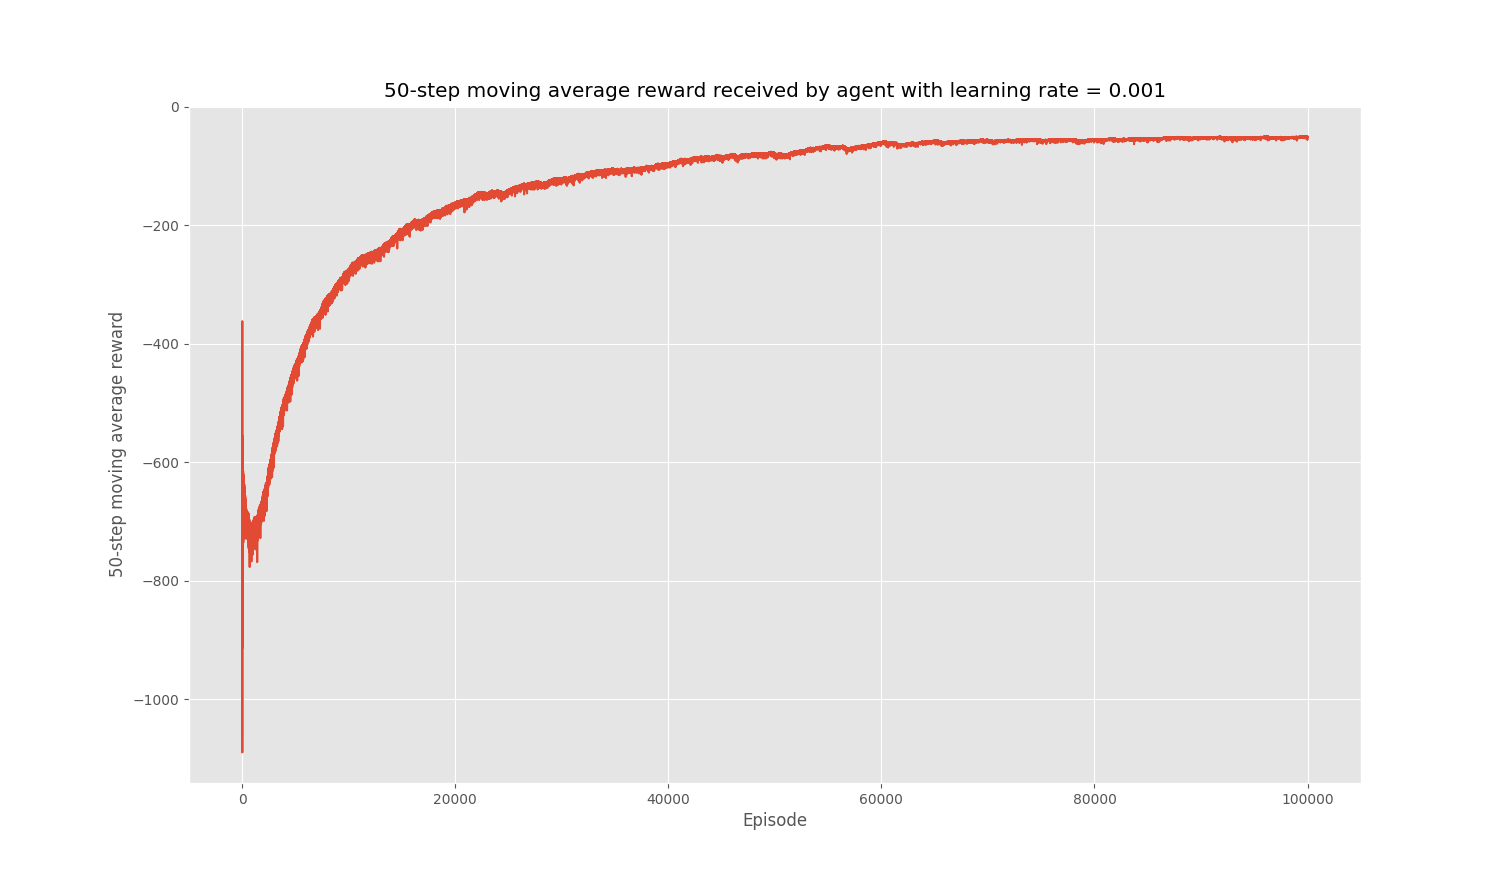 50-step moving average reward received by agent with learning rate = 0.001
0
−200
−400
−600
−800
−1000
50-step moving average reward
0 20000 40000 60000 80000 100000
Episode